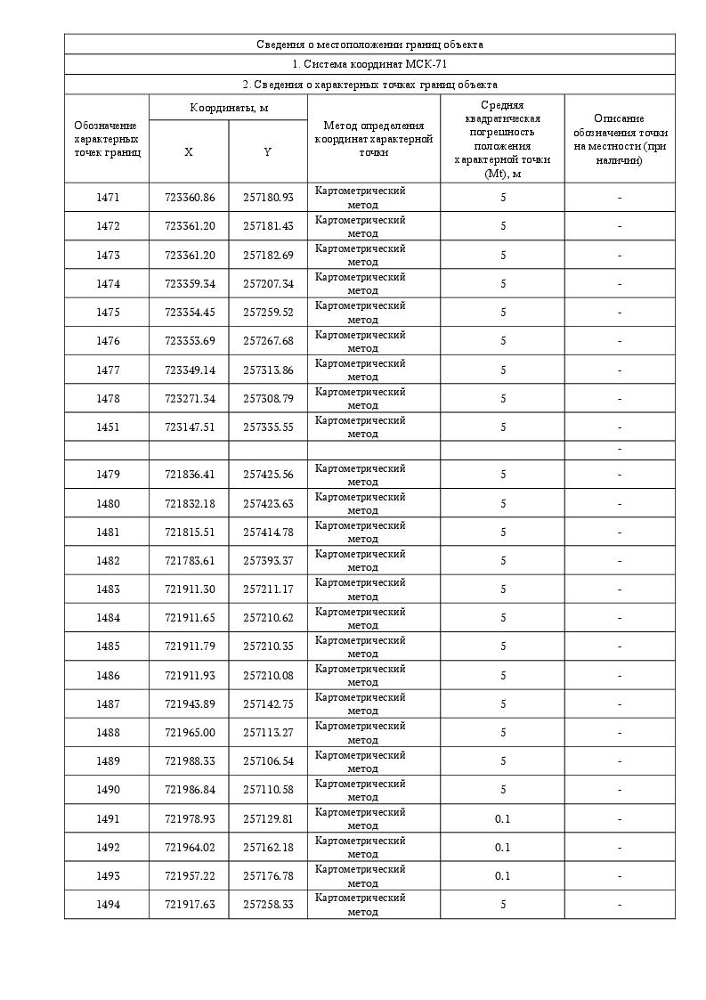 Сведения о местоположении границ объекта
1. Система координат МСК-71
2. Сведения о характерных точках границ объекта
Обозначение характерных точек границ
Координаты, м
X
Y
Метод определения координат характерной точки
Средняя квадратическая погрешность положения характерной точки (Mt), м
Описание обозначения точки на местности (при наличии)
1471 723360.86 257180.93 Картометрический метод 5 -
1472 723361.20 257181.43 Картометрический метод 5 -
1473 723361.20 257182.69 Картометрический метод 5 -
1474 723359.34 257207.34 Картометрический метод 5 -
1475 723354.45 257259.52 Картометрический метод 5 -
1476 723353.69 257267.68 Картометрический метод 5 -
1477 723349.14 257313.86 Картометрический метод 5 -
1478 723271.34 257308.79 Картометрический метод 5 -
1451 723147.51 257335.55 Картометрический метод 5 -
-
1479 721836.41 257425.56 Картометрический метод 5 -
1480 721832.18 257423.63 Картометрический метод 5 -
1481 721815.51 257414.78 Картометрический метод 5 -
1482 721783.61 257393.37 Картометрический метод 5 -
1483 721911.30 257211.17 Картометрический метод 5 -
1484 721911.65 257210.62 Картометрический метод 5 -
1485 721911.79 257210.35 Картометрический метод 5 -
1486 721911.93 257210.08 Картометрический метод 5 -
1487 721943.89 257142.75 Картометрический метод 5 -
1488 721965.00 257113.27 Картометрический метод 5 -
1489 721988.33 257106.54 Картометрический метод 5 -
1490 721986.84 257110.58 Картометрический метод 5 -
1491 721978.93 257129.81 Картометрический метод 0.1 -
1492 721964.02 257162.18 Картометрический метод 0.1 -
1493 721957.22 257176.78 Картометрический метод 0.1 -
1494 721917.63 257258.33 Картометрический метод 5 -